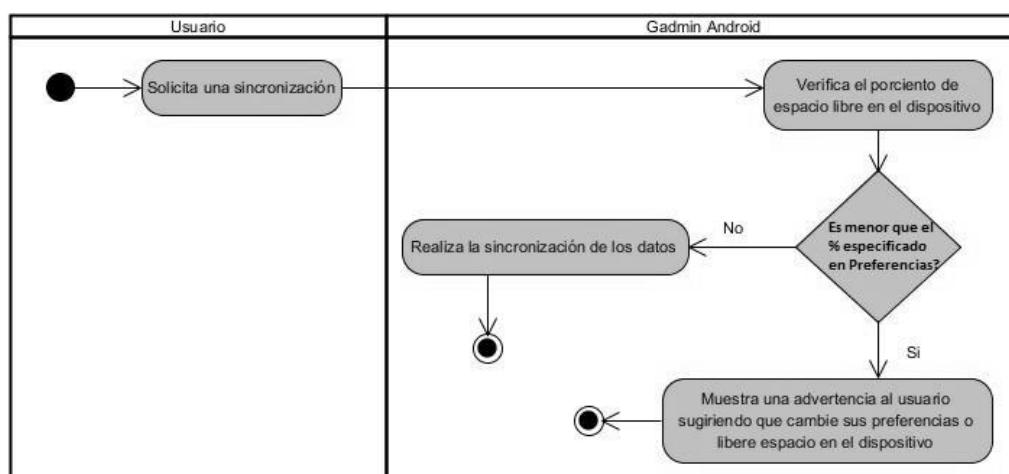 Usuario
Gadmin Android
Solicita una sincronización
Verifica el porciento de
espacio libre en el dispositivo
Es menor que el
% especificado
en Preferencias?
No
Realiza la sincronización de los datos
Si
Muestra una advertencia al usuario
sugiriendo que cambie sus preferencias o
libere espacio en el dispositivo